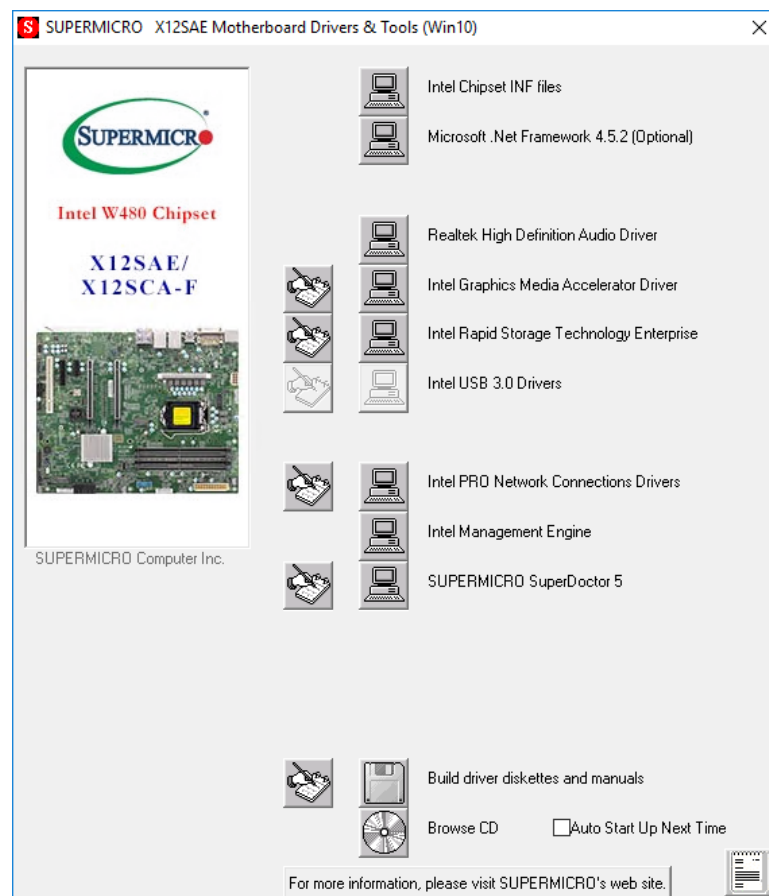 S SUPERMICRO X12SAE Motherboard Drivers & Tools (Win10)
SUPERMICR
Intel W480 Chipset
X12SAE/
X12SCA-F
SUPERMICRO Computer Inc.
Intel Chipset INF files
Microsoft .Net Framework 4.5.2 (Optional)
Realtek High Definition Audio Driver
Intel Graphics Media Accelerator Driver
Intel Rapid Storage Technology Enterprise
Intel USB 3.0 Drivers
Intel PRO Network Connections Drivers
Intel Management Engine
SUPERMICRO SuperDoctor 5
Build driver diskettes and manuals
Browse CD Auto Start Up Next Time
For more information, please visit SUPERMICRO's web site.